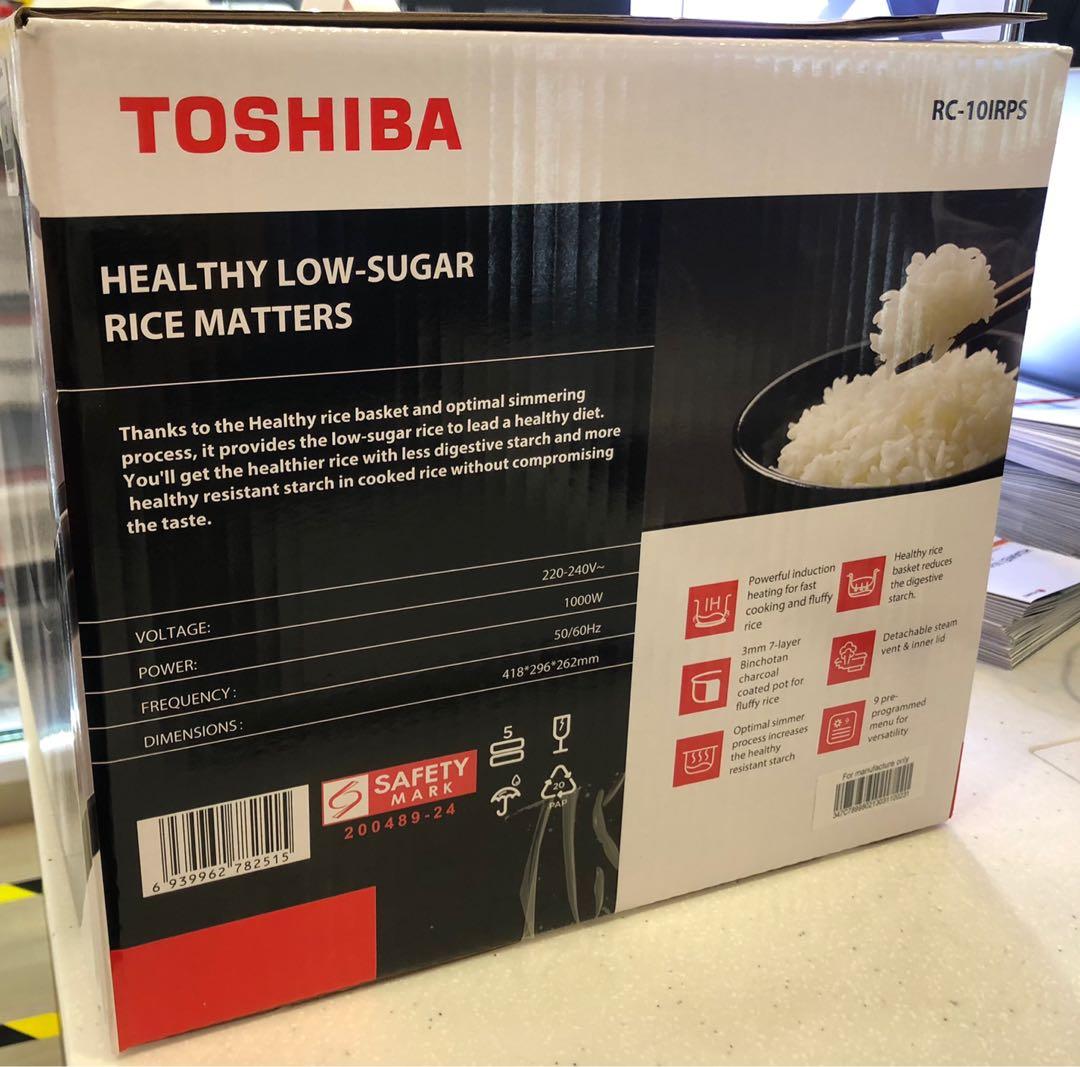 TOSHIBA
RC-10IRPS
HEALTHY LOW-SUGAR
RICE MATTERS
Thanks to the Healthy rice basket and optimal simmering
process, it provides the low-sugar rice to lead a healthy diet.
You'll get the healthier rice with less digestive starch and more
healthy resistant starch in cooked rice without compromising
the taste.
VOLTAGE: 220-240V~
POWER: 1000W
FREQUENCY: 50/60Hz
DIMENSIONS: 418*296*262mm
IH
Powerful induction
heating for fast
cooking and fluffy
rice
Healthy rice
basket reduces
the digestive
starch.
3mm 7-layer
Binchotan
charcoal
coated pot for
fluffy rice
Detachable steam
vent & inner lid
Optimal simmer
process increases
the healthy
resistant starch
9 pre-
programmed
menu for
versatility
SAFETY
MARK
200489-24
5
20
PAP
6 939962 782515
For manufacture only